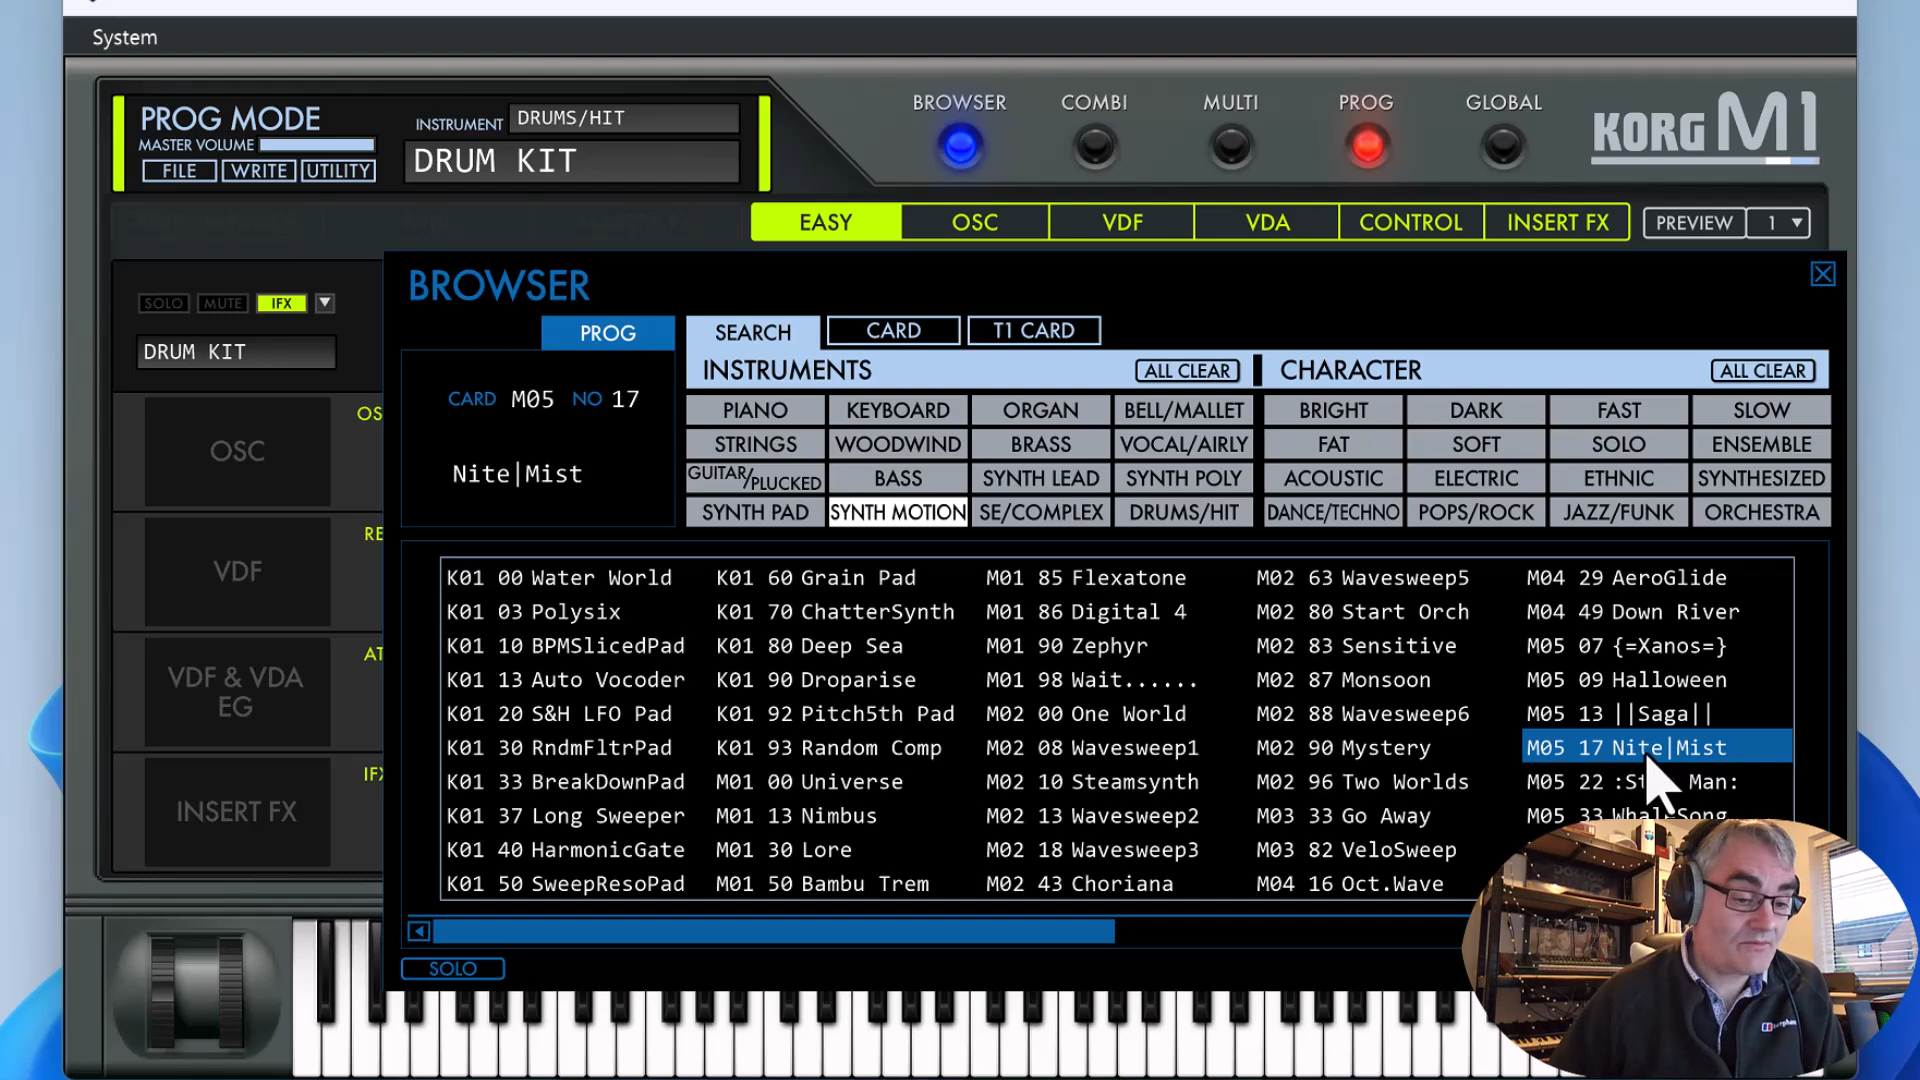 System
PROG MODE
MASTER VOLUME
FILE WRITE UTILITY
INSTRUMENT DRUMS/HIT
DRUM KIT
BROWSER COMBI MULTI PROG GLOBAL
KORG M1
EASY OSC VDF VDA CONTROL INSERT FX PREVIEW 1
BROWSER
SOLO MUTE IFX
DRUM KIT
OSC
VDF
VDF & VDA
EG
INSERT FX
OS
RE
AT
IFX
PROG
CARD M05 NO 17
Nite|Mist
SEARCH CARD T1 CARD
INSTRUMENTS ALL CLEAR CHARACTER ALL CLEAR
PIANO KEYBOARD ORGAN BELL/MALLET BRIGHT DARK FAST SLOW
STRINGS WOODWIND BRASS VOCAL/AIRLY FAT SOFT SOLO ENSEMBLE
GUITAR/PLUCKED BASS SYNTH LEAD SYNTH POLY ACOUSTIC ELECTRIC ETHNIC SYNTHESIZED
SYNTH PAD SYNTH MOTION SE/COMPLEX DRUMS/HIT DANCE/TECHNO POPS/ROCK JAZZ/FUNK ORCHESTRA
K01 00 Water World K01 60 Grain Pad M01 85 Flexatone M02 63 Wavesweep5 M04 29 AeroGlide
K01 03 Polysix K01 70 ChatterSynth M01 86 Digital 4 M02 80 Start Orch M04 49 Down River
K01 10 BPMSlicedPad K01 80 Deep Sea M01 90 Zephyr M02 83 Sensitive M05 07 {=Xanos=}
K01 13 Auto Vocoder K01 90 Droparise M01 98 Wait...... M02 87 Monsoon M05 09 Halloween
K01 20 S&H LFO Pad K01 92 Pitch5th Pad M02 00 One World M02 88 Wavesweep6 M05 13 ||Saga||
K01 30 RndmFltrPad K01 93 Random Comp M02 08 Wavesweep1 M02 90 Mystery M05 17 Nite|Mist
K01 33 BreakDownPad M01 00 Universe M02 10 Steamsynth M02 96 Two Worlds M05 22 Man:
K01 37 Long Sweeper M01 13 Nimbus M02 13 Wavesweep2 M03 33 Go Away M05 33
K01 40 HarmonicGate M01 30 Lore M02 18 Wavesweep3 M03 82 VeloSweep
K01 50 SweepResoPad M01 50 Bambu Trem M02 43 Choriana M04 16 Oct.Wave
SOLO